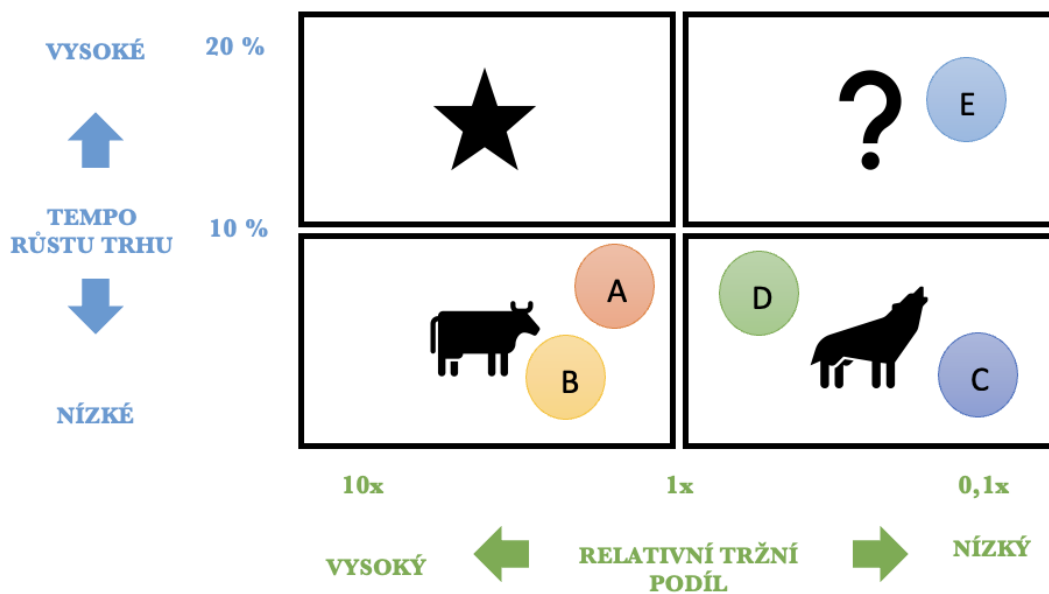 VYSOKÉ
20 %
E
TEMPO
RŮSTU TRHU
10 %
A
D
B
C
NÍZKÉ
10x
1x
0,1x
VYSOKÝ
RELATIVNÍ TRŽNÍ
PODÍL
NÍZKÝ